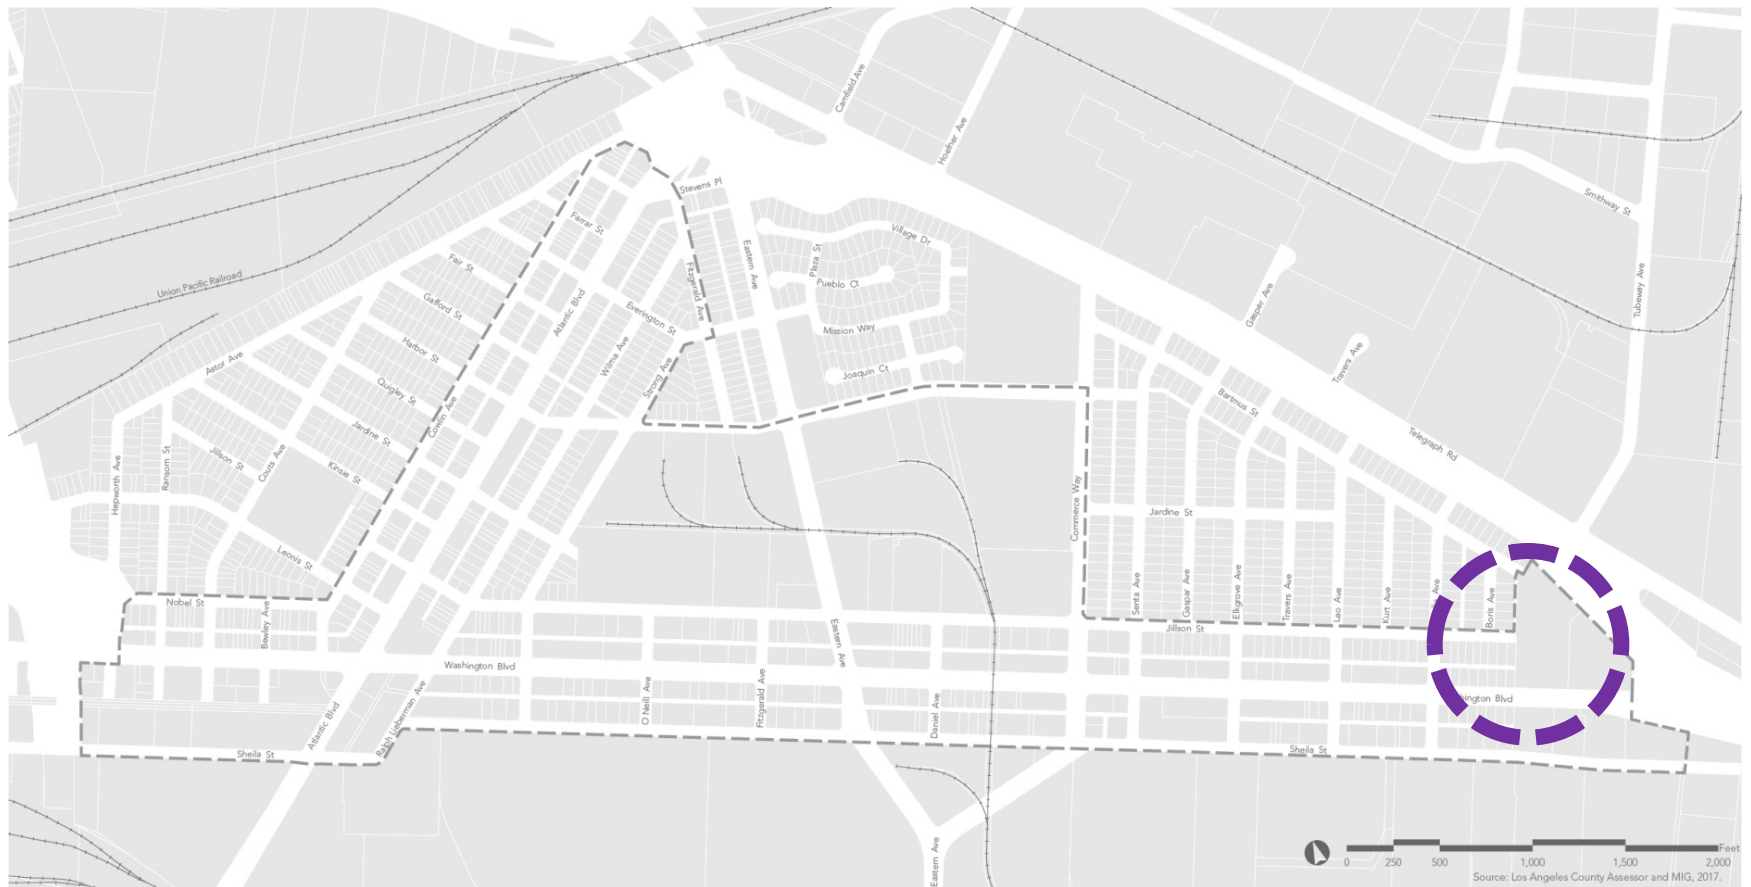 Camfield Ave
Hoefner Ave
Stevens Pl
Smithway St
Farrar St
Village Dr
Eastern Ave
Plaza St
Fair St
Union Pacific Railroad
Fitzgerald Ave
Pueblo Ct
Tubeway Ave
Gafford St
Atlantic Blvd
Everington St
Gasper Ave
Mission Way
Harbor St
Wilma Ave
Travers Ave
Astor Ave
Joaquin Ct
Strong Ave
Quigley St
Bartmus St
Cowlin Ave
Jardine St
Telegraph Rd
Jillson St
Couts Ave
Ransom St
Kinsie St
Hepworth Ave
Commerce Way
Jardine St
Leonis St
Senta Ave
Gaspar Ave
Elkgrove Ave
Travers Ave
Leo Ave
Kurt Ave
Ave
Boris Ave
Nobel St
Bewley Ave
Jillson St
Eastern Ave
Washington Blvd
hington Blvd
O Neill Ave
Fitzgerald Ave
Daniel Ave
Ralph Lieberman Ave
Atlantic Blvd
Sheila St
Sheila St
Eastern Ave
Feet
0 250 500 1,000 1,500 2,000
Source: Los Angeles County Assessor and MIG, 2017.